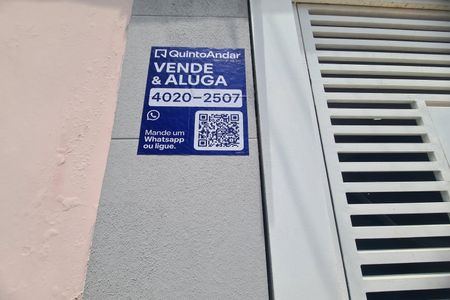 QuintoAndar
VENDE
& ALUGA
4020-2507
Mande um
Whatsapp
ou ligue.